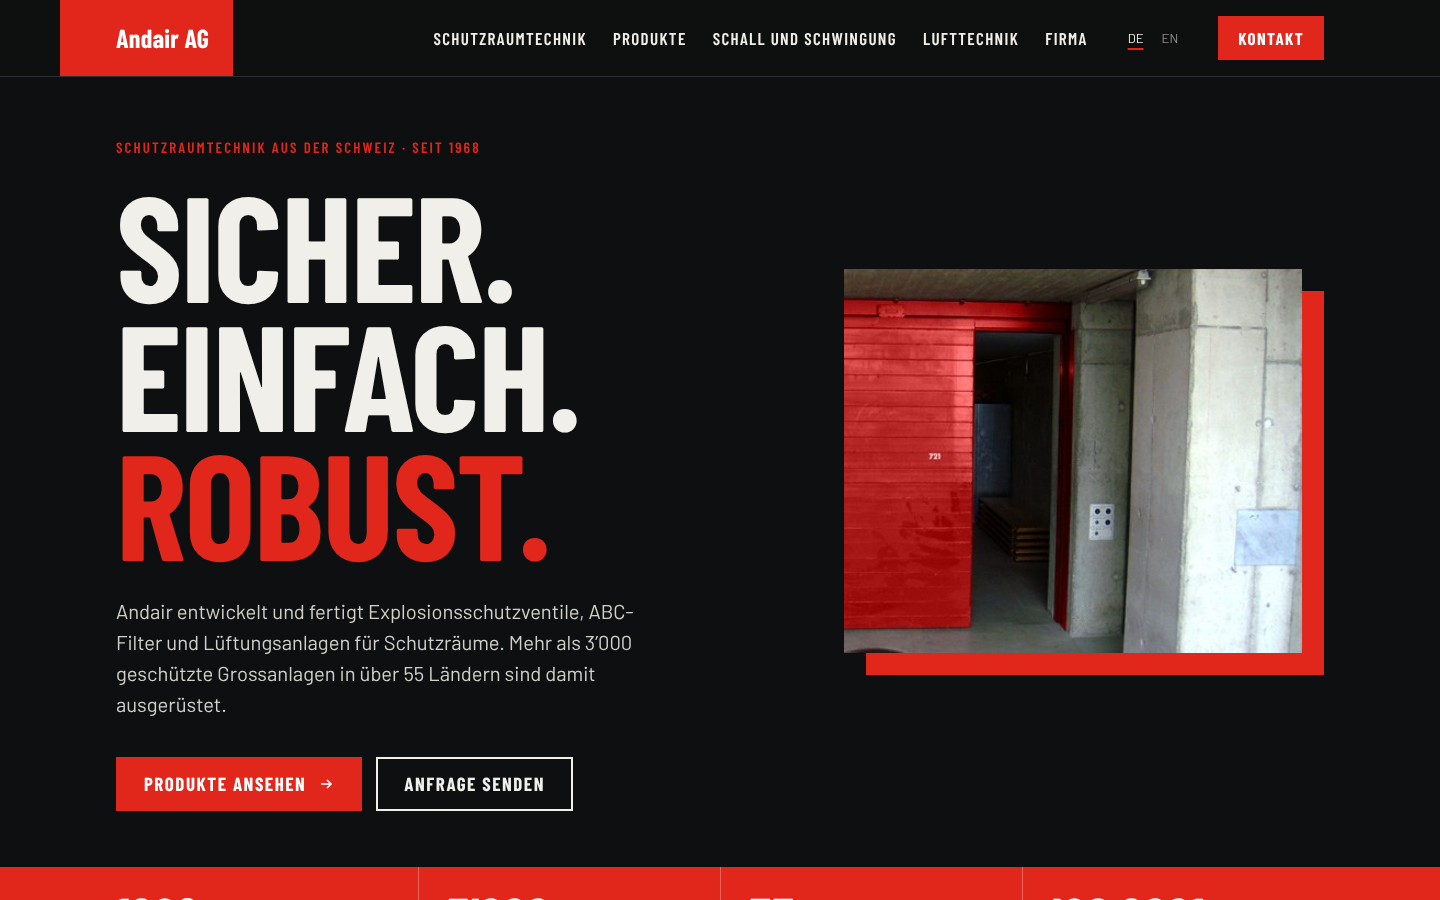 Andair AG
SCHUTZRAUMTECHNIK PRODUKTE SCHALL UND SCHWINGUNG LUFTTECHNIK FIRMA DE EN KONTAKT
SCHUTZRAUMTECHNIK AUS DER SCHWEIZ · SEIT 1968
SICHER.
EINFACH.
ROBUST.
721
Andair entwickelt und fertigt Explosionsschutzventile, ABC-
Filter und Lüftungsanlagen für Schutzräume. Mehr als 3’000
geschützte Grossanlagen in über 55 Ländern sind damit
ausgerüstet.
PRODUKTE ANSEHEN →
ANFRAGE SENDEN